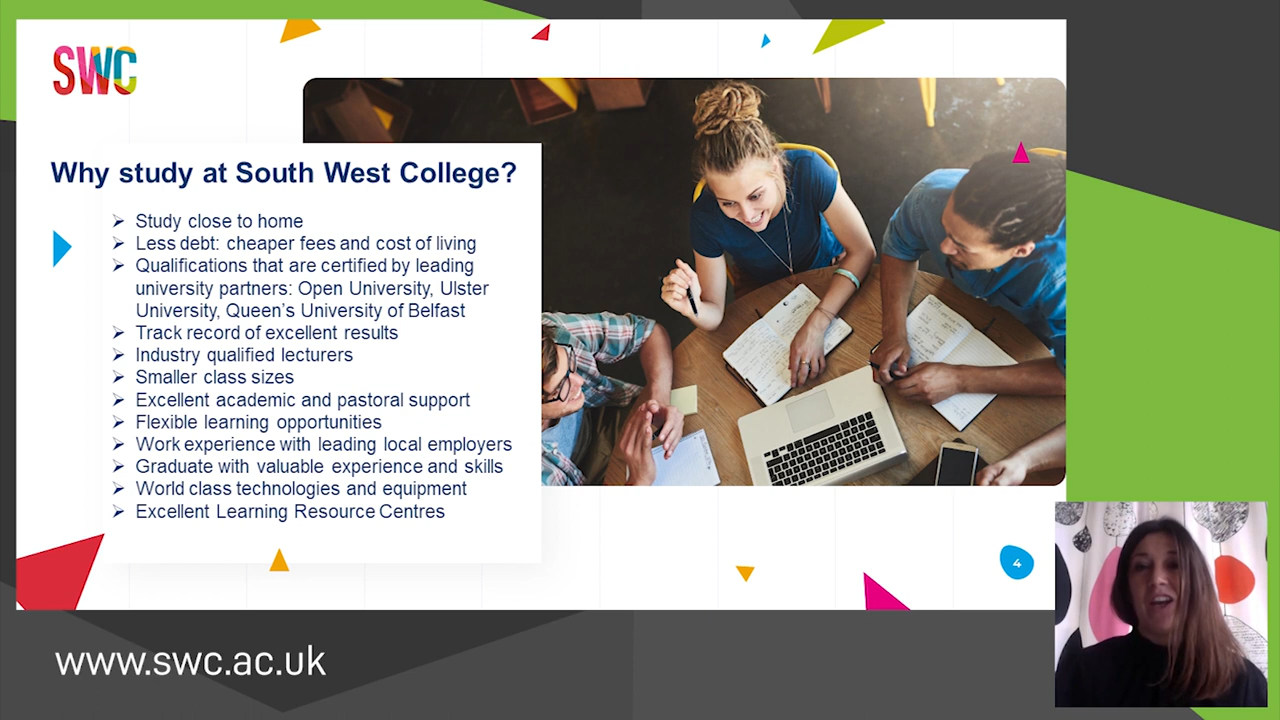 SWC
Why study at South West College?
➢ Study close to home
➢ Less debt: cheaper fees and cost of living
➢ Qualifications that are certified by leading
university partners: Open University, Ulster
University, Queen's University of Belfast
➢ Track record of excellent results
➢ Industry qualified lecturers
➢ Smaller class sizes
➢ Excellent academic and pastoral support
➢ Flexible learning opportunities
➢ Work experience with leading local employers
➢ Graduate with valuable experience and skills
➢ World class technologies and equipment
➢ Excellent Learning Resource Centres
4
www.swc.ac.uk